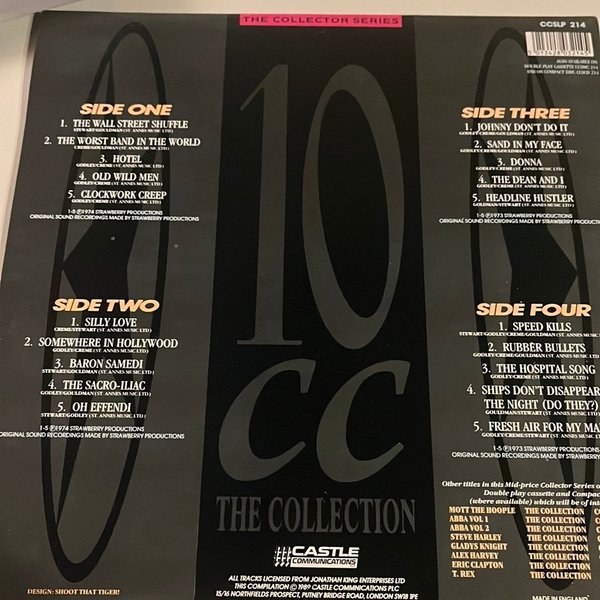 THE COLLECTOR SERIES
CCSLP 214
ALSO AVAILABLE ON
DOUBLE PLAY CASSETTE CCSMC 214
AND ON COMPACT DISC CCSCD 214
SIDE ONE
1. THE WALL STREET SHUFFLE
STEWART/GOULDMAN (ST. ANNES MUSIC LTD)
2. THE WORST BAND IN THE WORLD
CREME/GOULDMAN (ST. ANNES MUSIC LTD)
3. HOTEL
GODLEY/CREME (ST. ANNES MUSIC LTD)
4. OLD WILD MEN
GODLEY/CREME (ST. ANNES MUSIC LTD)
5. CLOCKWORK CREEP
GODLEY/CREME (ST. ANNES MUSIC LTD)
1-5 ℗1974 STRAWBERRY PRODUCTIONS
ORIGINAL SOUND RECORDINGS MADE BY STRAWBERRY PRODUCTIONS
SIDE TWO
1. SILLY LOVE
CREME/STEWART (ST. ANNES MUSIC LTD)
2. SOMEWHERE IN HOLLYWOOD
GODLEY/CREME (ST. ANNES MUSIC LTD)
3. BARON SAMEDI
STEWART/GOULDMAN (ST. ANNES MUSIC LTD)
4. THE SACRO-ILIAC
GODLEY/GOULDMAN (ST. ANNES MUSIC LTD)
5. OH EFFENDI
STEWART/GODLEY (ST. ANNES MUSIC LTD)
1-5 ℗1974 STRAWBERRY PRODUCTIONS
ORIGINAL SOUND RECORDINGS MADE BY STRAWBERRY PRODUCTIONS
10
CC
THE COLLECTION
CASTLE
COMMUNICATIONS
ALL TRACKS LICENSED FROM JONATHAN KING ENTERPRISES LTD
THIS COMPILATION © 1989 CASTLE COMMUNICATIONS PLC
15/16 NORTHFIELDS PROSPECT, PUTNEY BRIDGE ROAD, LONDON SW18 1PE
DESIGN: SHOOT THAT TIGER!
SIDE THREE
1. JOHNNY DON'T DO IT
GODLEY/CREME/GOULDMAN (ST. ANNES MUSIC LTD)
2. SAND IN MY FACE
GODLEY/CREME/GOULDMAN (ST. ANNES MUSIC LTD)
3. DONNA
GODLEY/CREME (ST. ANNES MUSIC LTD)
4. THE DEAN AND I
GODLEY/CREME (ST. ANNES MUSIC LTD)
5. HEADLINE HUSTLER
GOLDMAN/STEWART (ST. ANNES MUSIC LTD)
1-5 ℗1973 STRAWBERRY PRODUCTIONS
ORIGINAL SOUND RECORDINGS MADE BY STRAWBERRY
SIDE FOUR
1. SPEED KILLS
STEWART/GODLEY/CREME/GOULDMAN (ST. ANNES MUSIC LTD)
2. RUBBER BULLETS
GODLEY/CREME/GOULDMAN (ST. ANNES MUSIC LTD)
3. THE HOSPITAL SONG
GODLEY/CREME (ST. ANNES MUSIC LTD)
4. SHIPS DON'T DISAPPEAR
THE NIGHT (DO THEY?)
GOULDMAN/STEWART (ST. ANNES MUSIC LTD)
5. FRESH AIR FOR MY
GODLEY/CREME/STEWART (ST. ANNES MUSIC LTD)
1-5 ℗1973 STRAWBERRY
ORIGINAL SOUND RECORDINGS MADE BY STRAWBERRY
Other titles in this Mid-price Collector Series
Double play cassette and
(where available) which will be of
MOTT THE HOOPLE THE COLLECTION
ABBA VOL 1 THE COLLECTION
ABBA VOL 2 THE COLLECTION
STEVE HARLEY THE COLLECTION
GLADYS KNIGHT THE COLLECTION
ALEX HARVEY THE COLLECTION
ERIC CLAPTON THE COLLECTION
T. REX THE COLLECTION
MADE IN ENGLAND